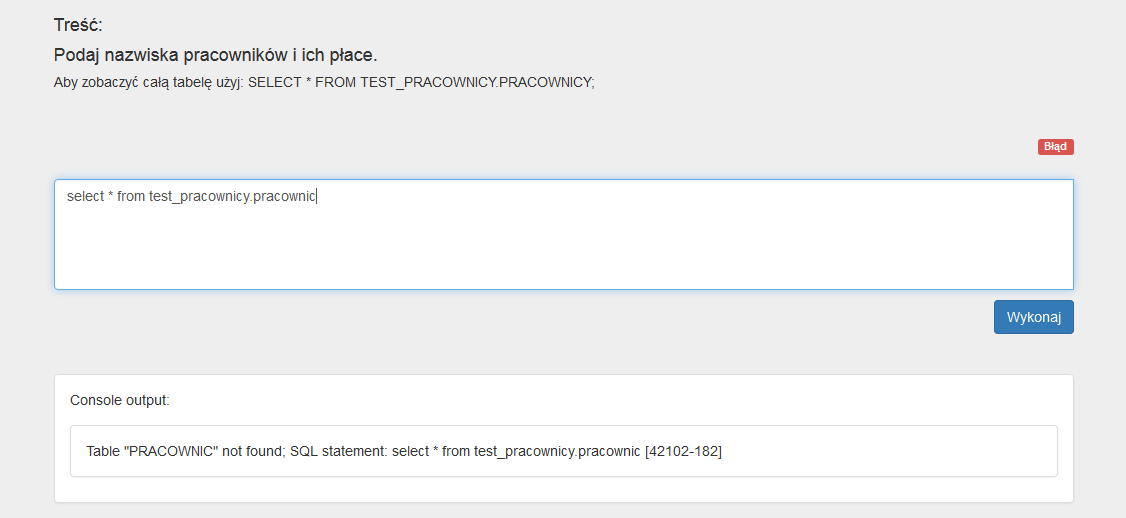 Treść:
Podaj nazwiska pracowników i ich płace.
Aby zobaczyć całą tabelę użyj: SELECT * FROM TEST_PRACOWNICY.PRACOWNICY;
Błąd
select * from test_pracownicy.pracownic
Wykonaj
Console output:
Table "PRACOWNIC" not found; SQL statement: select * from test_pracownicy.pracownic [42102-182]